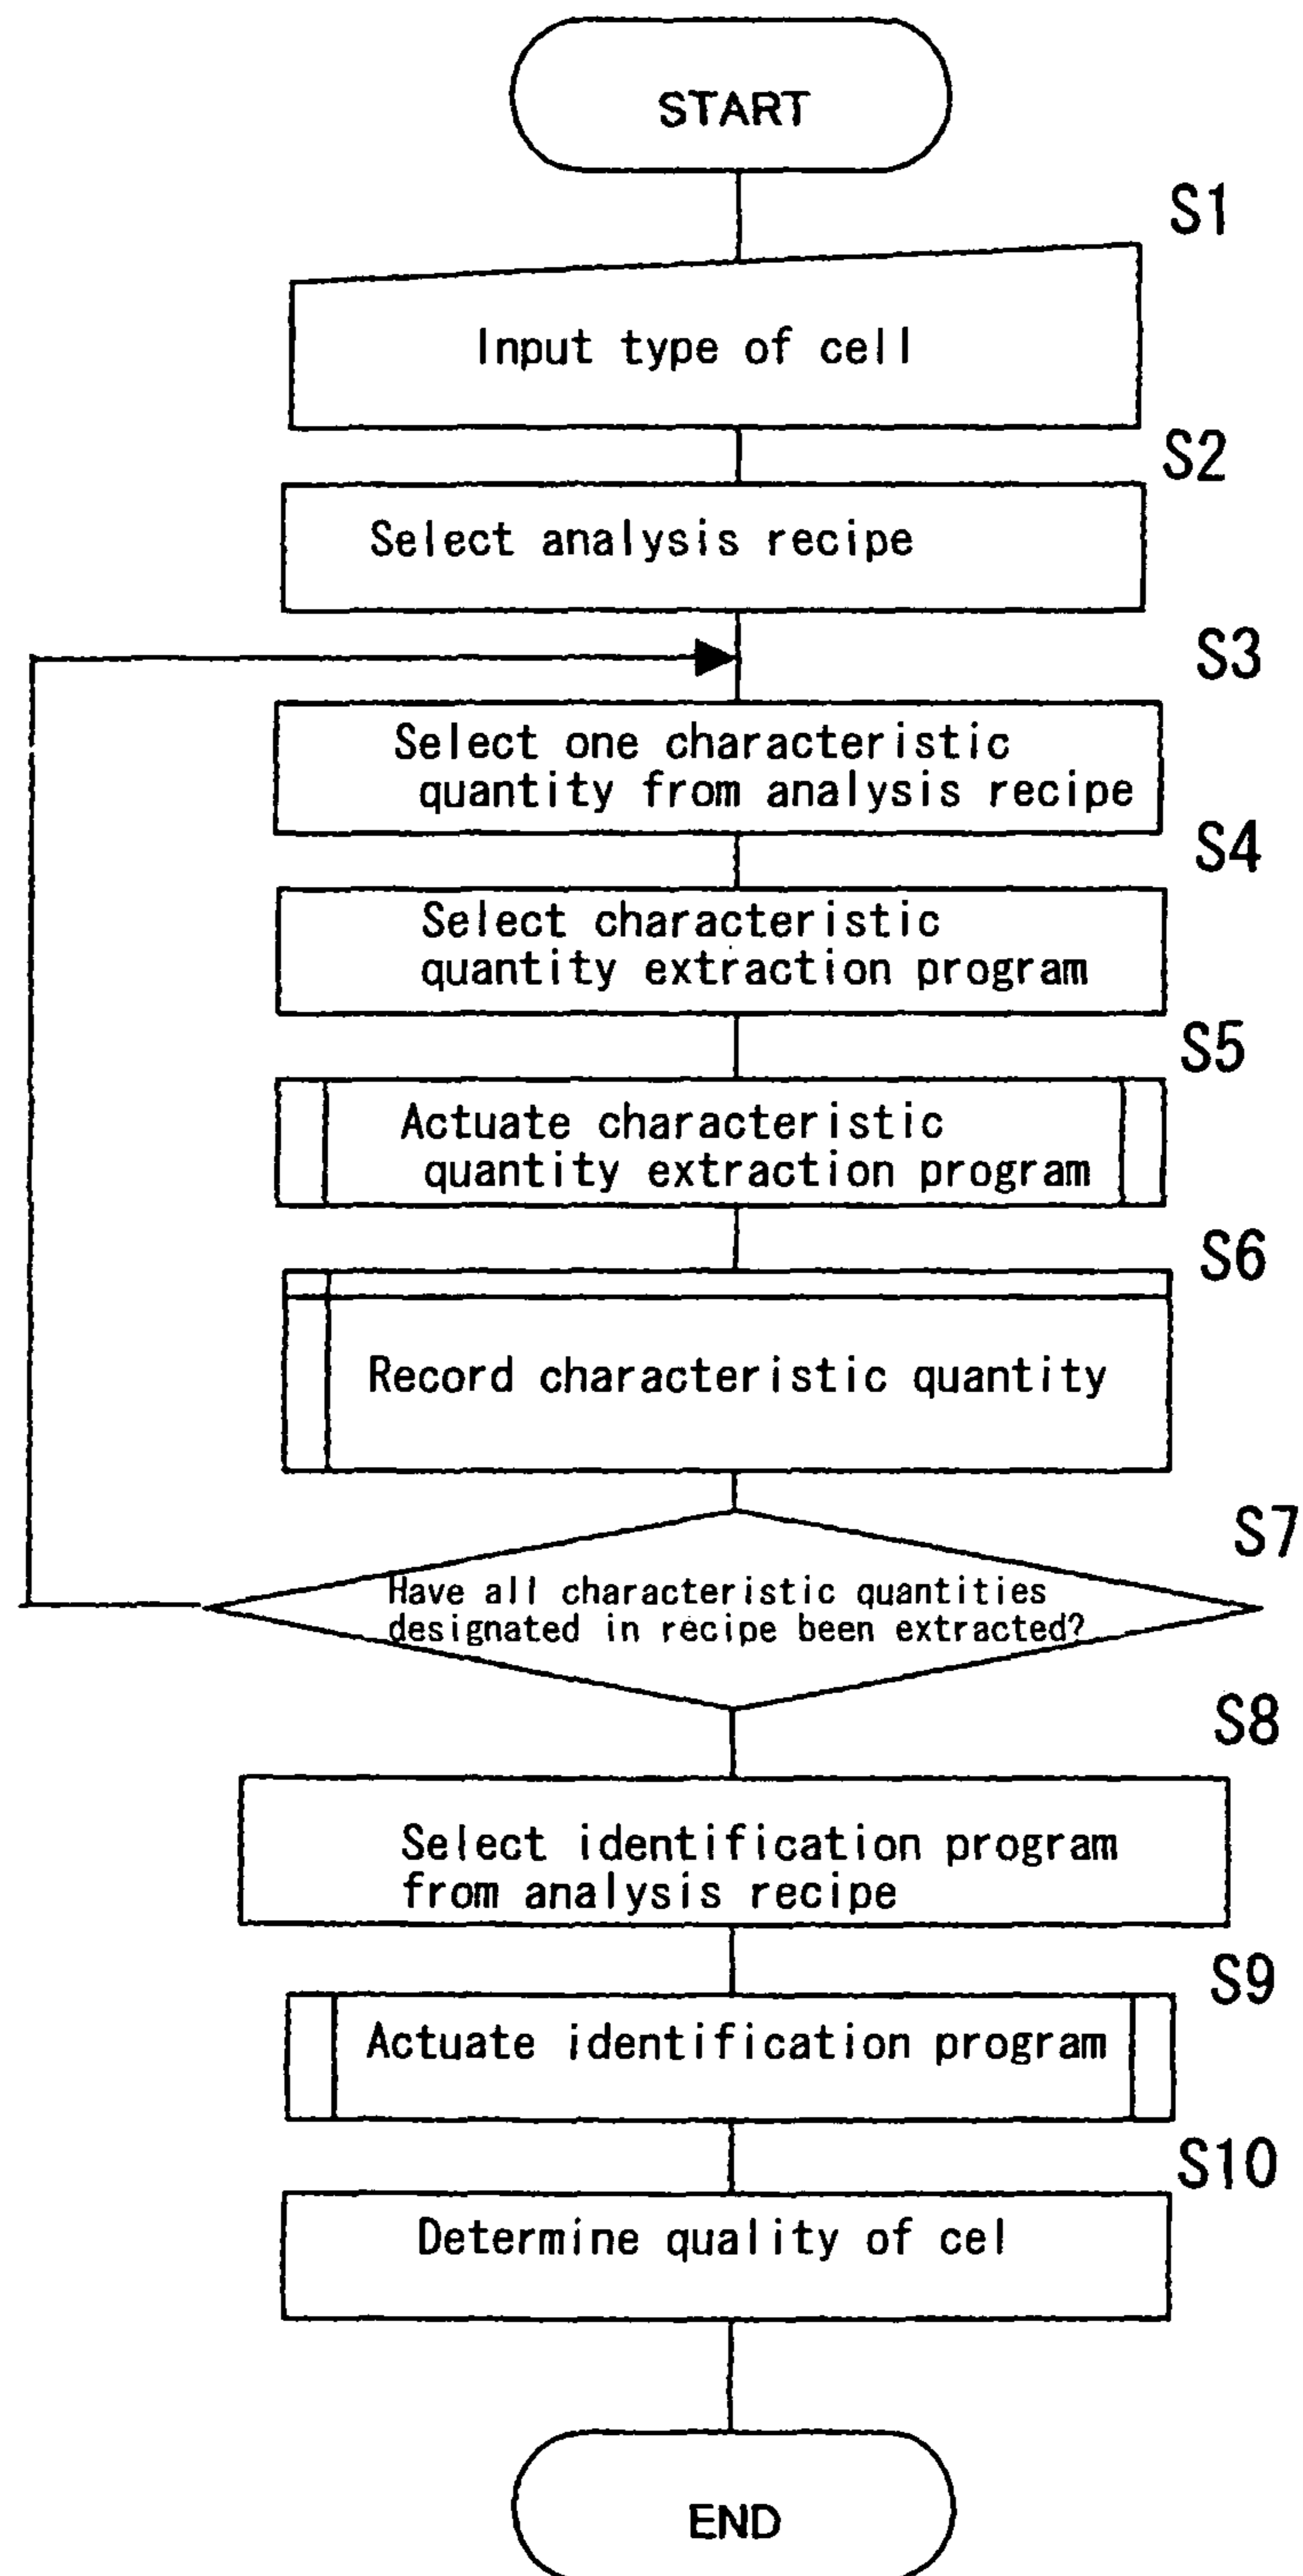 START
S1
Input type of cell
S2
Select analysis recipe
S3
Select one characteristic
quantity from analysis recipe
S4
Select characteristic
quantity extraction program
S5
Actuate characteristic
quantity extraction program
S6
Record characteristic quantity
S7
Have all characteristic quantities
designated in recipe been extracted?
S8
Select identification program
from analysis recipe
S9
Actuate identification program
S10
Determine quality of cel
END